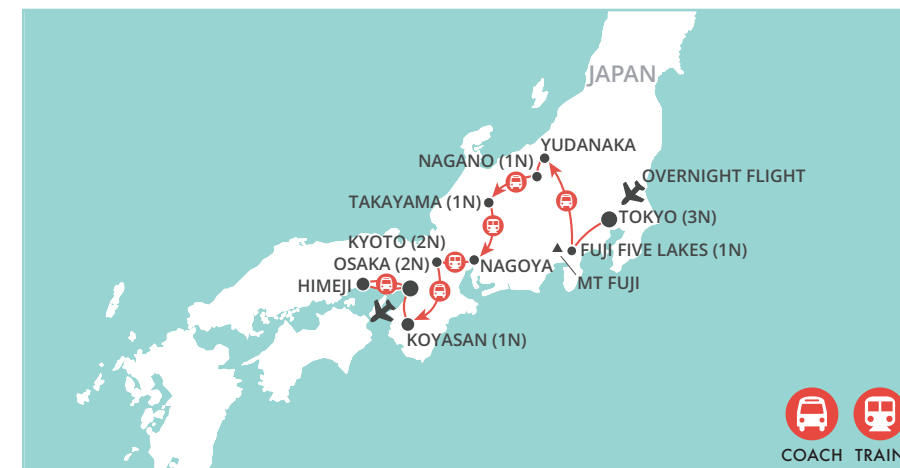 JAPAN
YUDANAKA
NAGANO (1N)
OVERNIGHT FLIGHT
TAKAYAMA (1N)
TOKYO (3N)
KYOTO (2N)
FUJI FIVE LAKES (1N)
OSAKA (2N)
NAGOYA
MT FUJI
HIMEJI
KOYASAN (1N)
COACH TRAIN